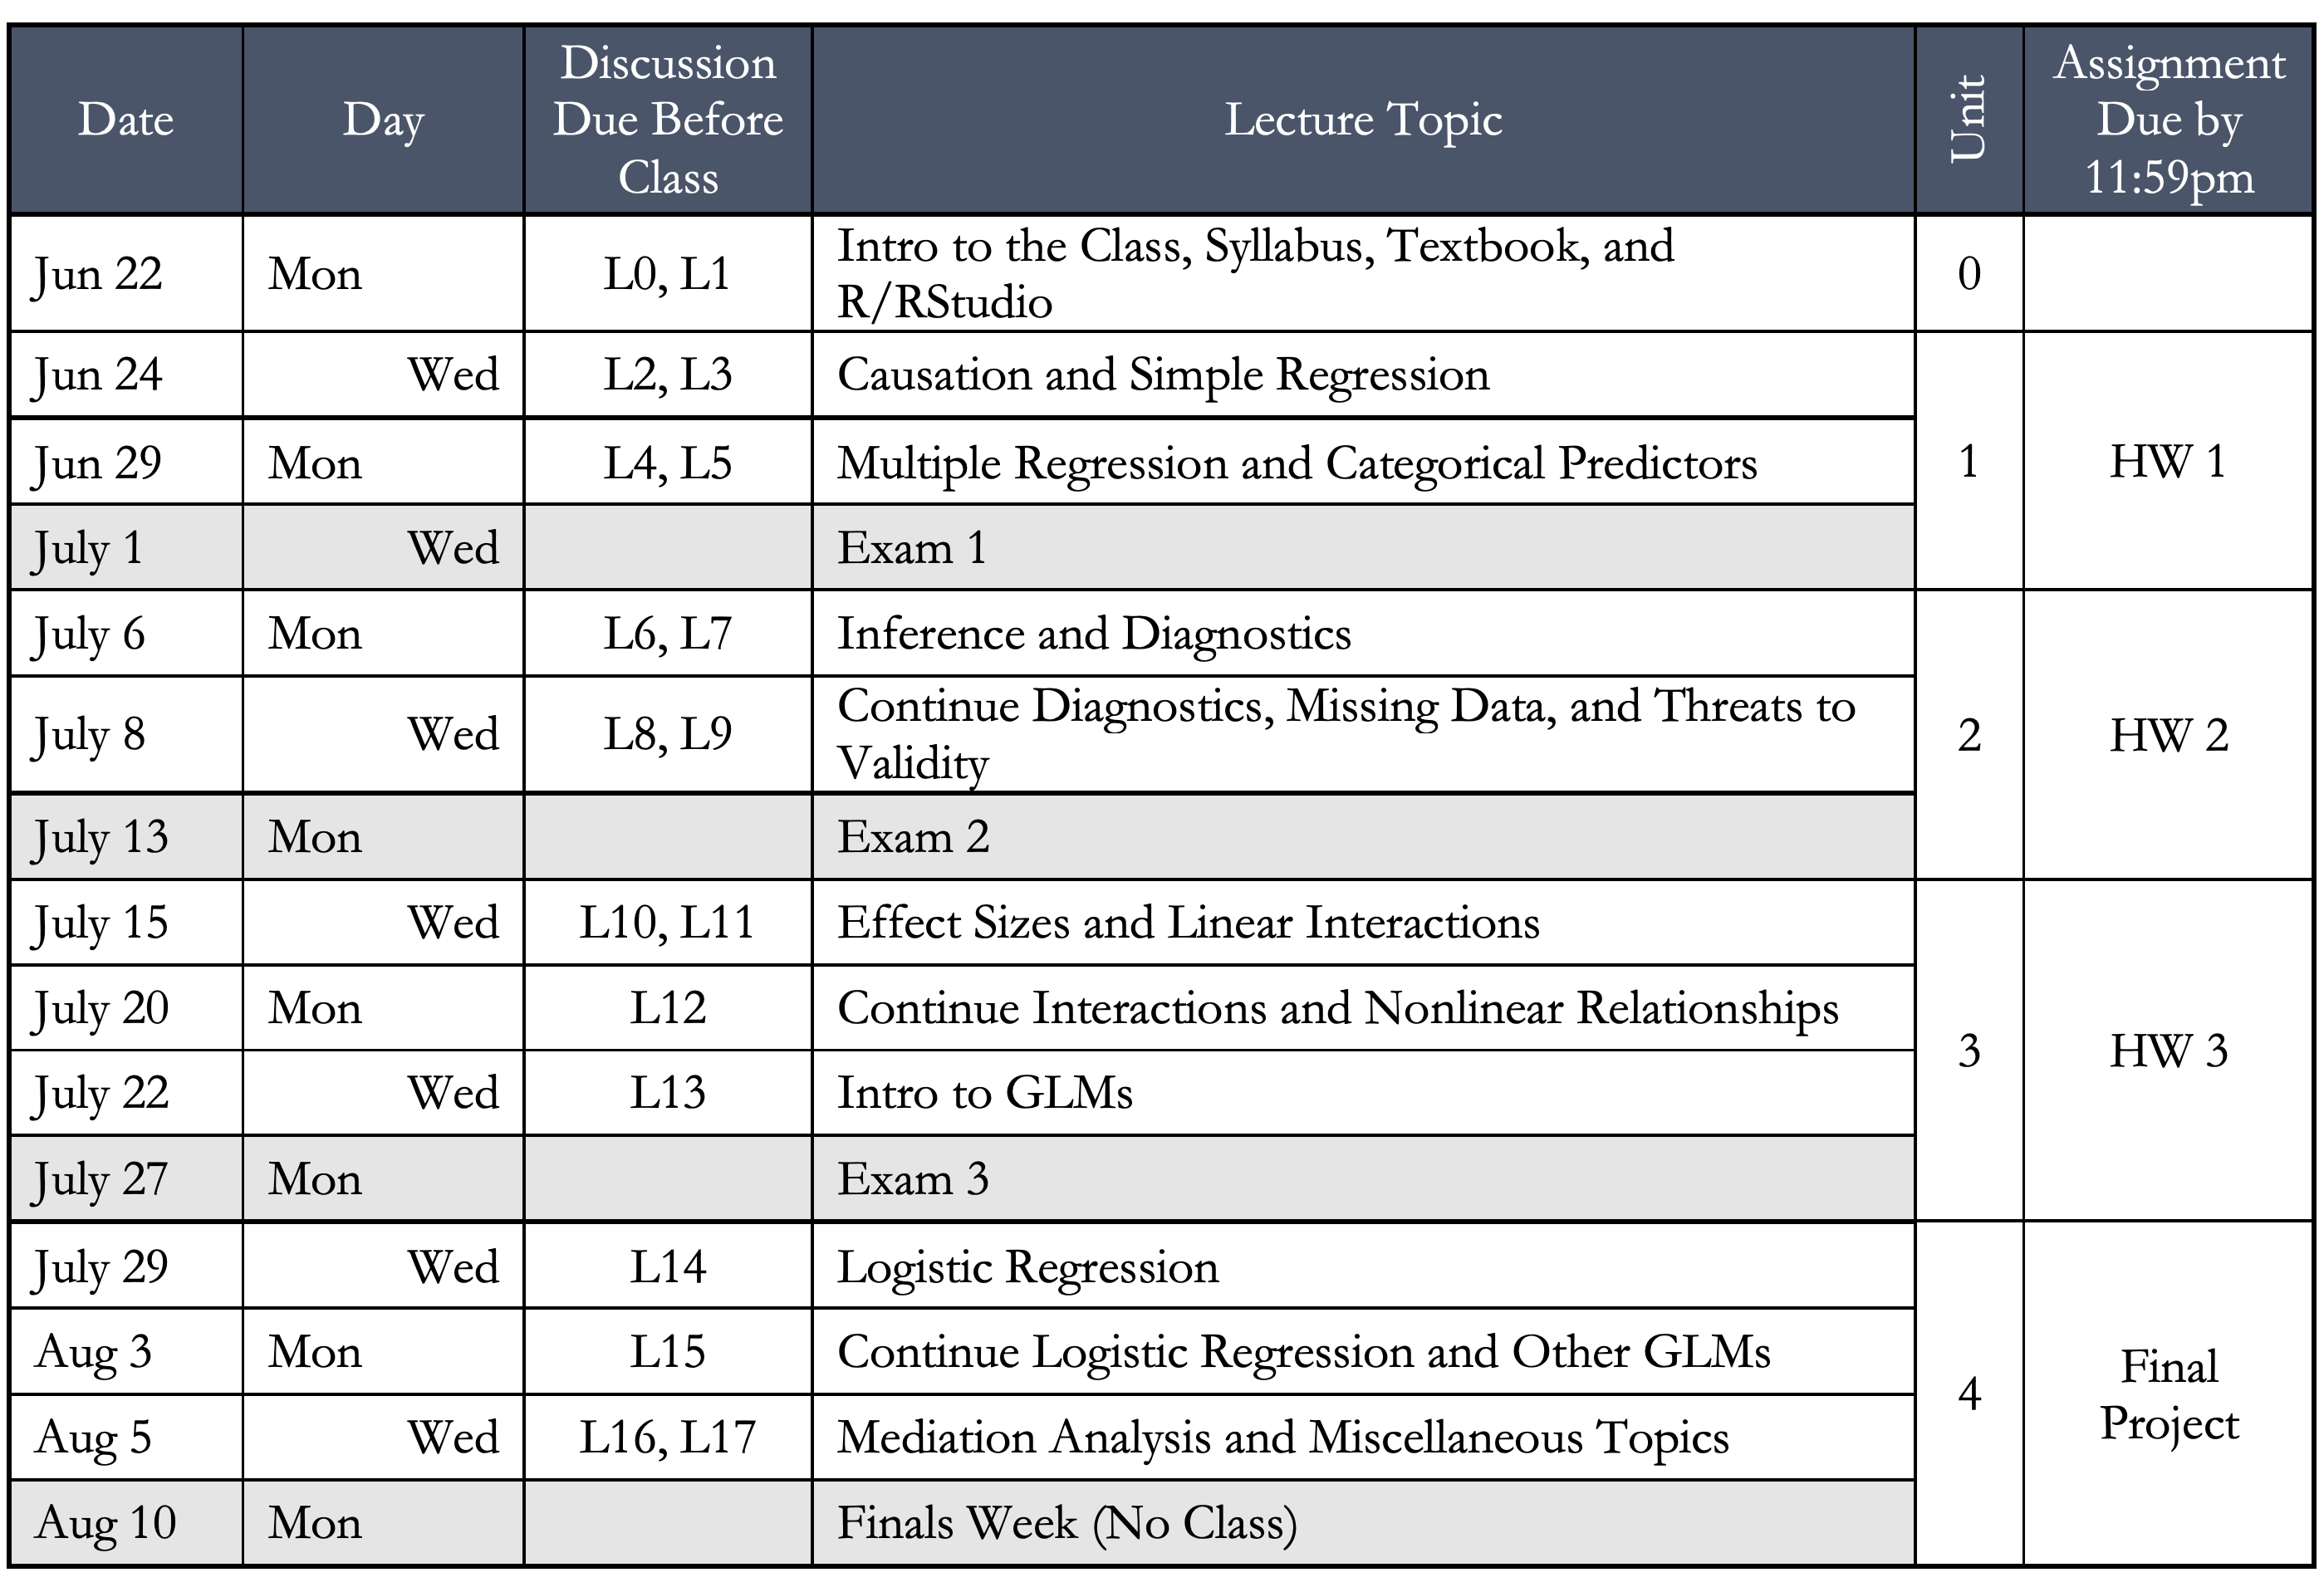 Date Day Discussion Due Before Class Lecture Topic Unit Assignment Due by 11:59pm
Jun 22 Mon L0, L1 Intro to the Class, Syllabus, Textbook, and
R/RStudio 0
Jun 24 Wed L2, L3 Causation and Simple Regression
Jun 29 Mon L4, L5 Multiple Regression and Categorical Predictors 1 HW 1
July 1 Wed Exam 1
July 6 Mon L6, L7 Inference and Diagnostics
July 8 Wed L8, L9 Continue Diagnostics, Missing Data, and Threats to
Validity 2 HW 2
July 13 Mon Exam 2
July 15 Wed L10, L11 Effect Sizes and Linear Interactions
July 20 Mon L12 Continue Interactions and Nonlinear Relationships
3 HW 3
July 22 Wed L13 Intro to GLMs
July 27 Mon Exam 3
July 29 Wed L14 Logistic Regression
Aug 3 Mon L15 Continue Logistic Regression and Other GLMs
4 Final Project
Aug 5 Wed L16, L17 Mediation Analysis and Miscellaneous Topics
Aug 10 Mon Finals Week (No Class)